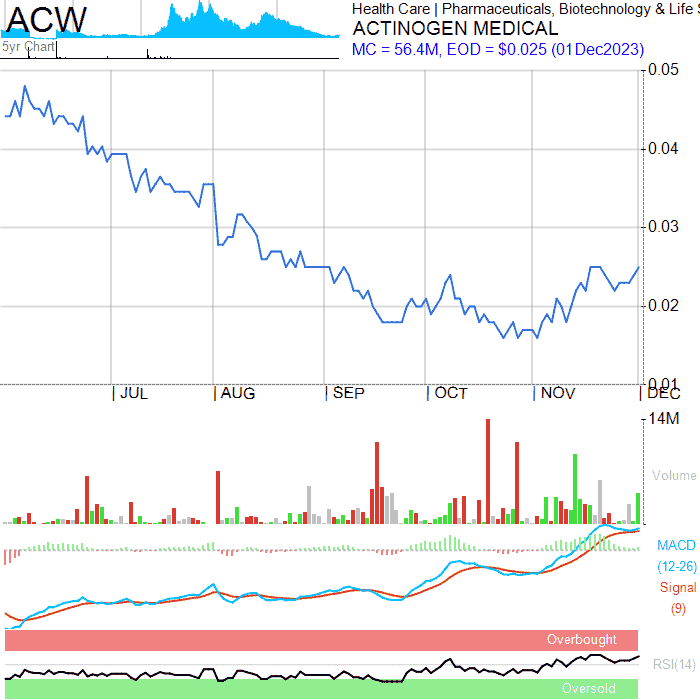 ACW
5yr Chart
Health Care | Pharmaceuticals, Biotechnology & Life S
ACTINOGEN MEDICAL
MC = 56.4M, EOD = $0.025 (01Dec2023)
0.05
0.04
0.03
0.02
0.01
JUL
AUG
SEP
OCT
NOV
DEC
14M
Volume
MACD
(12-26)
Signal
(9)
Overbought
RSI(14)
Oversold